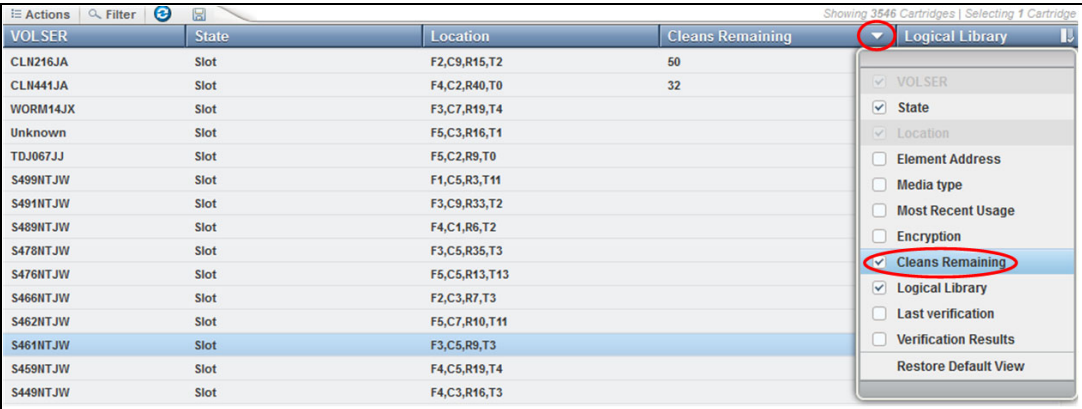 Actions Filter Showing 3546 Cartridges | Selecting 1 Cartridge
VOLSER State Location Cleans Remaining Logical Library
CLN216JA Slot F2,C9,R15,T2 50
CLN441JA Slot F4,C2,R40,T0 32
WORM14JX Slot F3,C7,R19,T4
Unknown Slot F5,C3,R16,T1
TDJ067JJ Slot F5,C2,R9,T0
S499NTJW Slot F1,C5,R3,T11
S491NTJW Slot F3,C9,R33,T2
S489NTJW Slot F4,C1,R6,T2
S478NTJW Slot F3,C5,R35,T3
S476NTJW Slot F5,C5,R13,T13
S466NTJW Slot F2,C3,R7,T3
S462NTJW Slot F5,C7,R10,T11
S461NTJW Slot F3,C5,R9,T3
S459NTJW Slot F4,C5,R19,T4
S449NTJW Slot F4,C3,R16,T3
VOLSER
State
Location
Element Address
Media type
Most Recent Usage
Encryption
Cleans Remaining
Logical Library
Last verification
Verification Results
Restore Default View